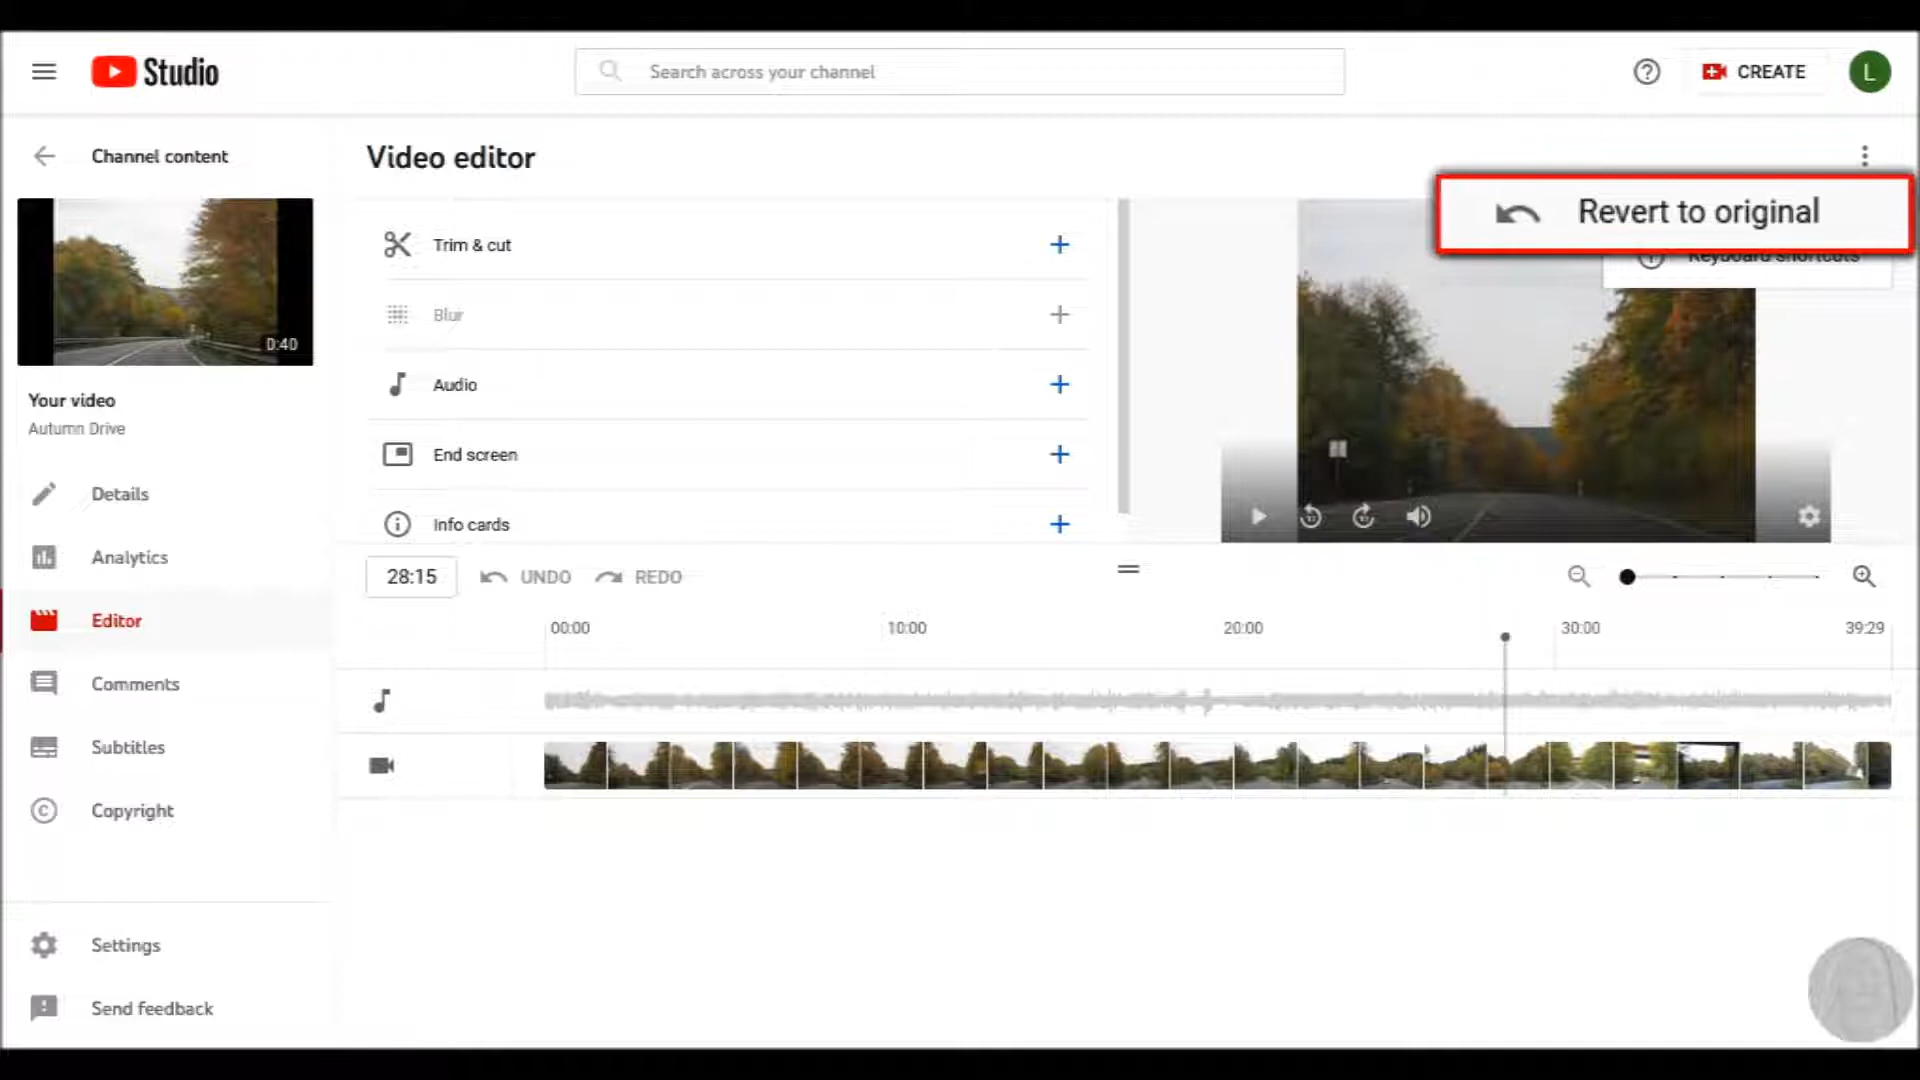 Studio
Search across your channel
CREATE
L
Channel content
Video editor
Revert to original
Keyboard shortcuts
Trim & cut
Blur
Audio
End screen
Info cards
0:40
Your video
Autumn Drive
Details
Analytics
Editor
Comments
Subtitles
Copyright
Settings
Send feedback
28:15
UNDO
REDO
00:00
10:00
20:00
30:00
39:29